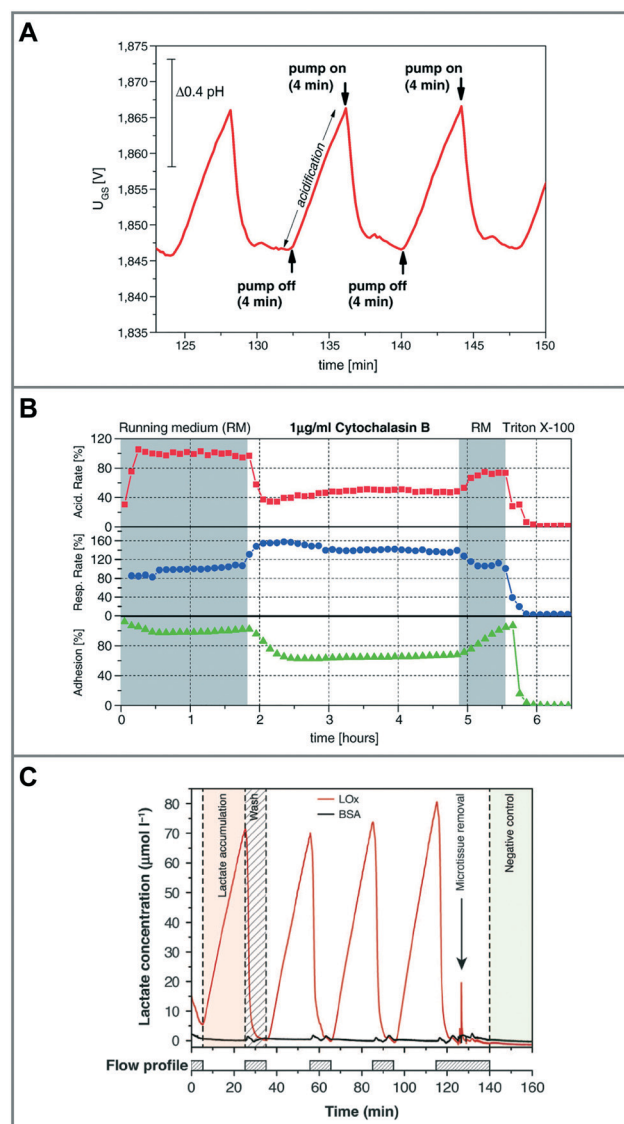 A
1,875
1,870
1,865
1,860
1,855
1,850
1,845
1,840
1,835
U_GS [V]
Δ0.4 pH
pump on
(4 min)
pump on
(4 min)
acidification
pump off
(4 min)
pump off
(4 min)
125 130 135 140 145 150
time [min]
B
Running medium (RM) 1µg/ml Cytochalasin B RM Triton X-100
120
80
40
0
Acid. Rate [%]
160
120
80
40
0
Resp. Rate [%]
80
0
Adhesion [%]
0 1 2 3 4 5 6
time [hours]
C
80
70
60
50
40
30
20
10
0
Lactate concentration (µmol l⁻¹)
Lactate accumulation
Wash
LOx
BSA
Microtissue removal
Negative control
Flow profile
0 20 40 60 80 100 120 140 160
Time (min)